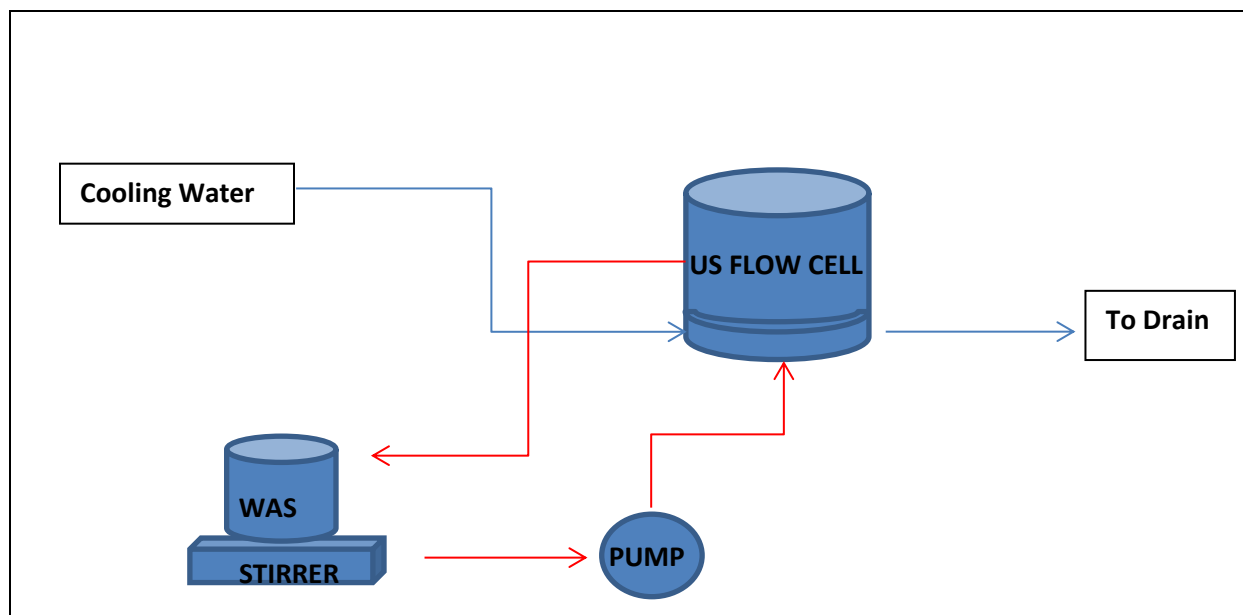 Cooling Water
US FLOW CELL
To Drain
WAS
PUMP
STIRRER